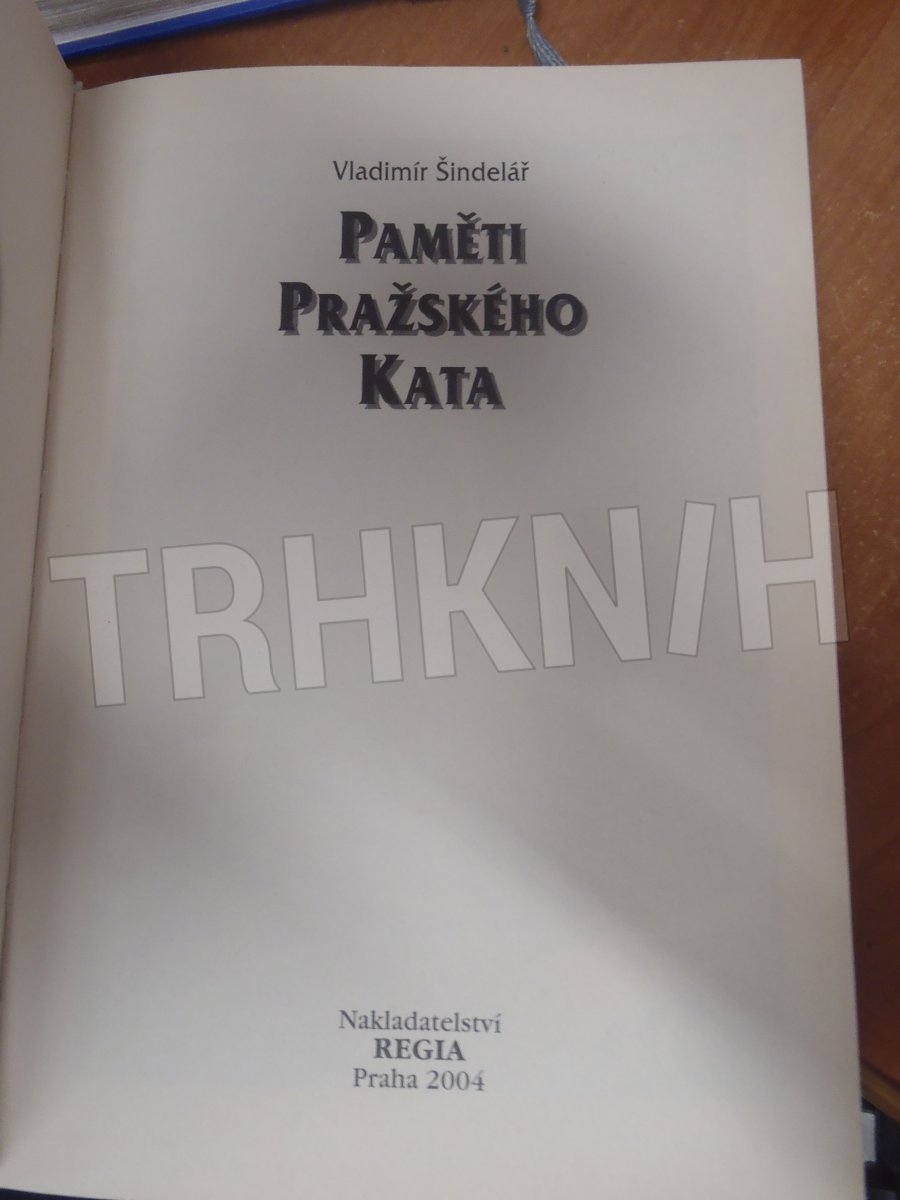 Vladimír Šindelář
PAMĚTI
PRAŽSKÉHO
KATA
TRHKNIH
Nakladatelství
REGIA
Praha 2004